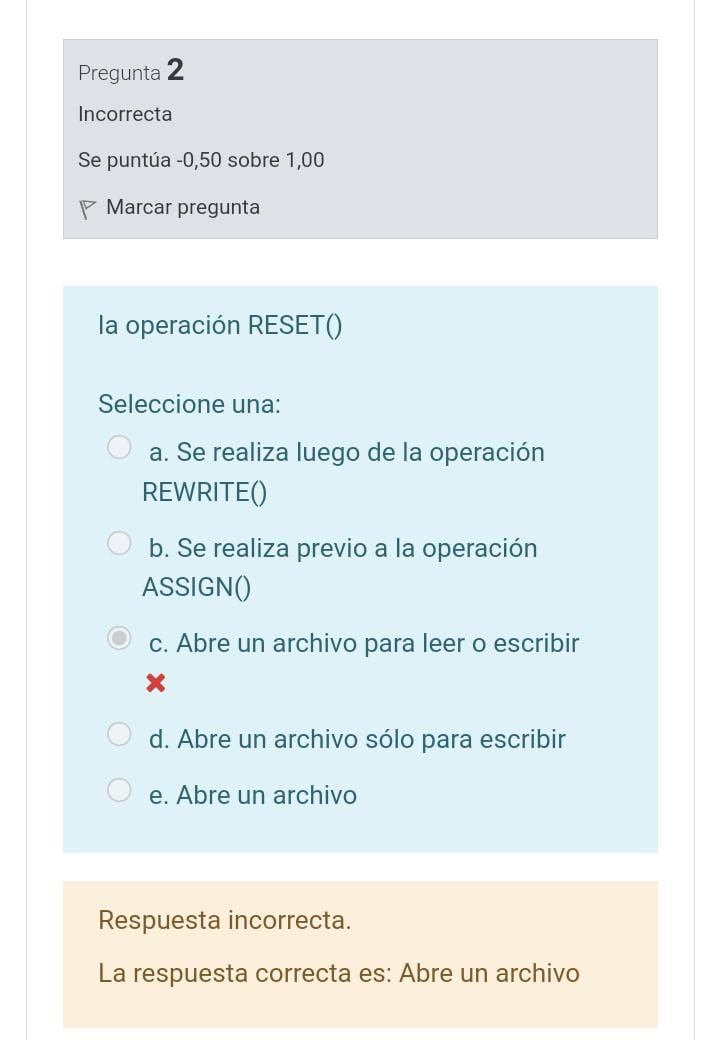 Pregunta 2
Incorrecta
Se puntúa -0,50 sobre 1,00
Marcar pregunta
la operación RESET()
Seleccione una:
a. Se realiza luego de la operación
REWRITE()
b. Se realiza previo a la operación
ASSIGN()
c. Abre un archivo para leer o escribir
d. Abre un archivo sólo para escribir
e. Abre un archivo
Respuesta incorrecta.
La respuesta correcta es: Abre un archivo